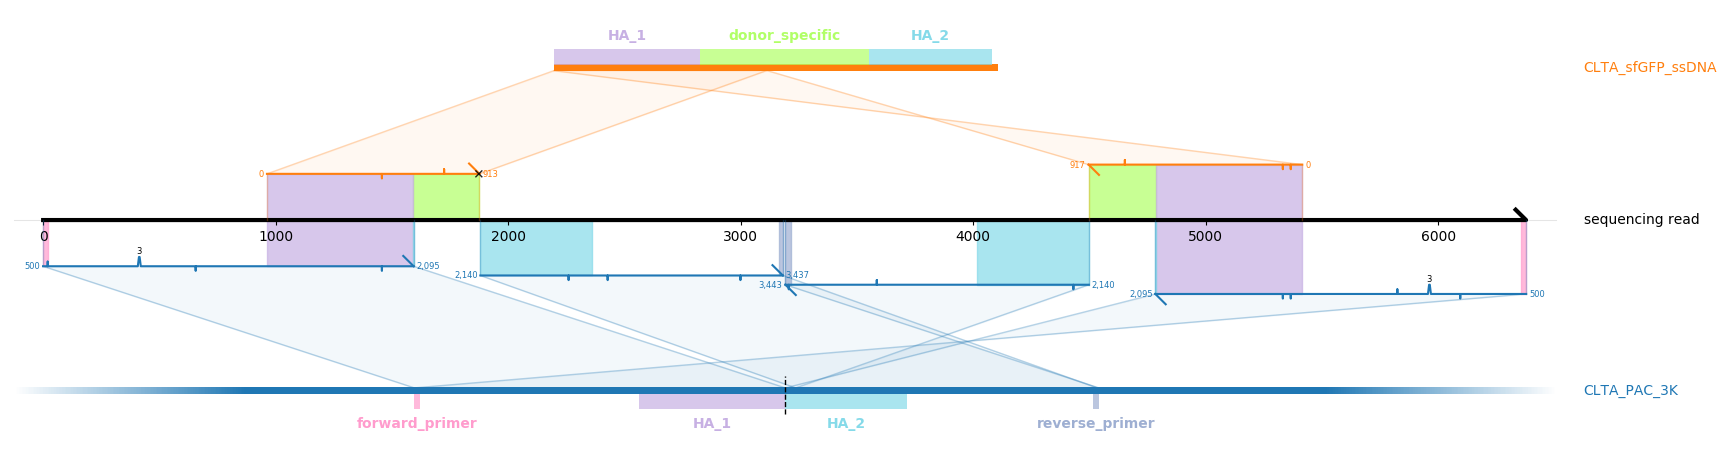 HA_1 donor_specific HA_2
CLTA_sfGFP_ssDNA
917 0
0 913
sequencing read
0 1000 2000 3000 4000 5000 6000
3
500 2,095
2,140 3,437
3
3,443 2,140
2,095 500
CLTA_PAC_3K
forward_primer HA_1 HA_2 reverse_primer